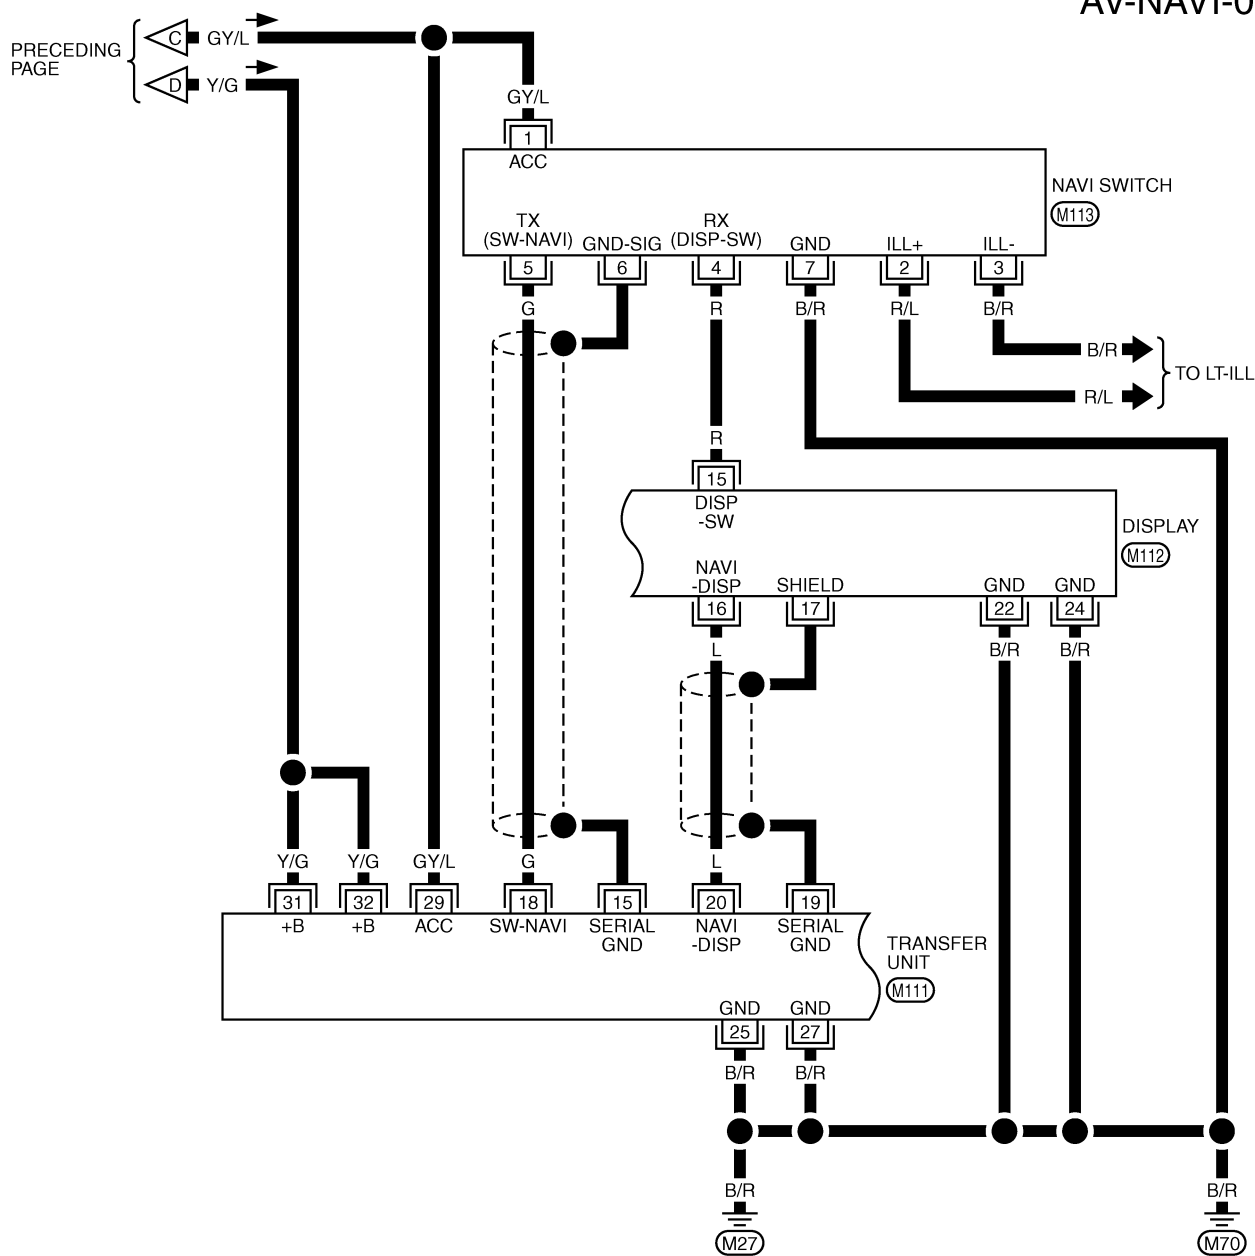 AV-NAVI-0
PRECEDING
PAGE
C GY/L
D Y/G
GY/L
1
ACC
NAVI SWITCH
M113
TX
(SW-NAVI)
GND-SIG
RX
(DISP-SW)
GND
ILL+
ILL-
5 6 4 7 2 3
G R B/R R/L B/R
B/R
R/L
TO LT-ILL
R
15
DISP
-SW
DISPLAY
M112
NAVI
-DISP
SHIELD
GND
GND
16 17 22 24
L B/R B/R
Y/G Y/G GY/L G L
31 32 29 18 15 20 19
+B +B ACC SW-NAVI
SERIAL
GND
NAVI
-DISP
SERIAL
GND
TRANSFER
UNIT
M111
GND GND
25 27
B/R B/R
B/R B/R
M27 M70